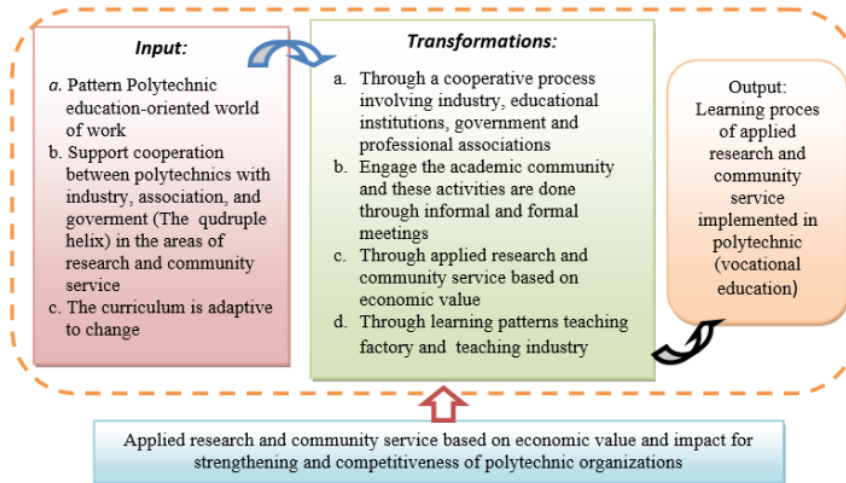 Input:
a. Pattern Polytechnic
education-oriented world
of work
b. Support cooperation
between polytechnics with
industry, association, and
goverment (The qudruple
helix) in the areas of
research and community
service
c. The curriculum is adaptive
to change
Transformations:
a. Through a cooperative process
involving industry, educational
institutions, government and
professional associations
b. Engage the academic community
and these activities are done
through informal and formal
meetings
c. Through applied research and
community service based on
economic value
d. Through learning patterns teaching
factory and teaching industry
Output:
Learning proces
of applied
research and
community
service
implemented in
polytechnic
(vocational
education)
Applied research and community service based on economic value and impact for
strengthening and competitiveness of polytechnic organizations